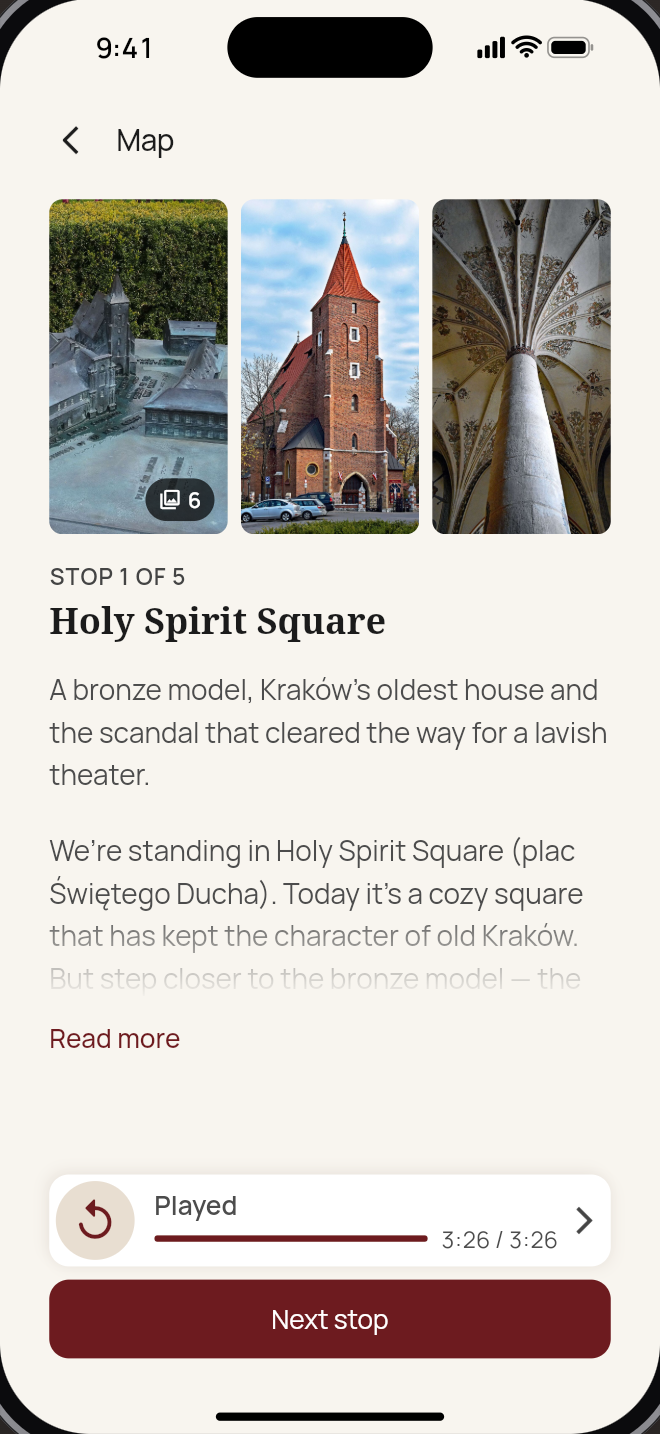 9:41
Map
6
STOP 1 OF 5
Holy Spirit Square
A bronze model, Kraków’s oldest house and
the scandal that cleared the way for a lavish
theater.
We’re standing in Holy Spirit Square (plac
Świętego Ducha). Today it’s a cozy square
that has kept the character of old Kraków.
But step closer to the bronze model — the
Read more
Played
3:26 / 3:26
Next stop